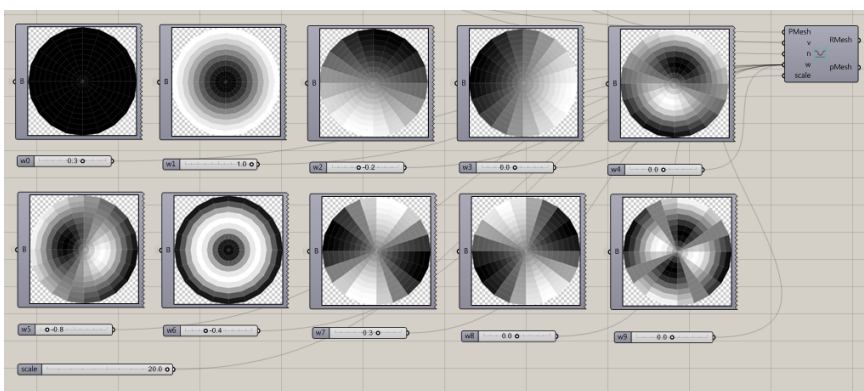 B
B
B
B
B
PMesh
v
n
w
scale
RMesh
pMesh
w0 0.3
w1 1.0
w2 -0.2
w3 0.0
w4 0.0
B
B
B
B
B
w5 -0.8
w6 -0.4
w7 0.3
w8 0.0
w9 0.0
scale 20.0